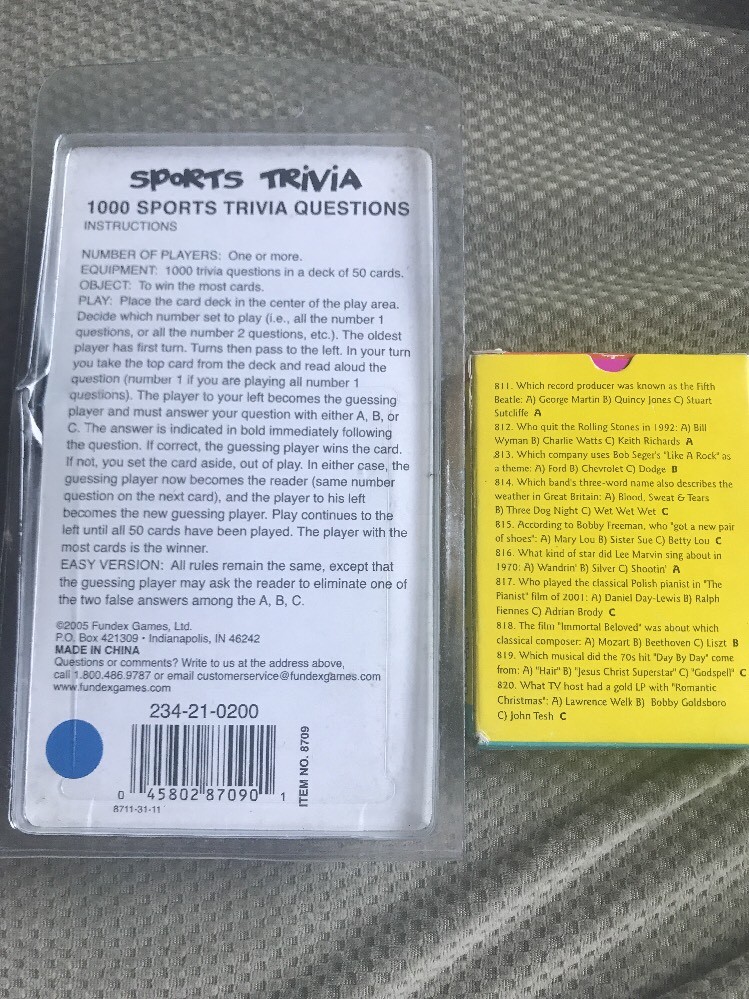 SPORTS TRIVIA
1000 SPORTS TRIVIA QUESTIONS
INSTRUCTIONS
NUMBER OF PLAYERS: One or more.
EQUIPMENT: 1000 trivia questions in a deck of 50 cards.
OBJECT: To win the most cards.
PLAY: Place the card deck in the center of the play area.
Decide which number set to play (i.e., all the number 1
questions, or all the number 2 questions, etc.). The oldest
player has first turn. Turns then pass to the left. In your turn
you take the top card from the deck and read aloud the
question (number 1 if you are playing all number 1
questions). The player to your left becomes the guessing
player and must answer your question with either A, B, or
C. The answer is indicated in bold immediately following
the question. If correct, the guessing player wins the card.
If not, you set the card aside, out of play. In either case, the
guessing player now becomes the reader (same number
question on the next card), and the player to his left
becomes the new guessing player. Play continues to the
left until all 50 cards have been played. The player with the
most cards is the winner.
EASY VERSION: All rules remain the same, except that
the guessing player may ask the reader to eliminate one of
the two false answers among the A, B, C.
©2005 Fundex Games, Ltd.
P.O. Box 421309 • Indianapolis, IN 46242
MADE IN CHINA
Questions or comments? Write to us at the address above,
call 1.800.486.9787 or email customerservice@fundexgames.com
www.fundexgames.com
234-21-0200
0 45802 87090 1
8711-31-11
ITEM NO. 8709
811. Which record producer was known as the Fifth
Beatle: A) George Martin B) Quincy Jones C) Stuart
Sutcliffe A
812. Who quit the Rolling Stones in 1992: A) Bill
Wyman B) Charlie Watts C) Keith Richards A
813. Which company uses Bob Seger's "Like A Rock" as
a theme: A) Ford B) Chevrolet C) Dodge B
814. Which band's three-word name also describes the
weather in Great Britain: A) Blood, Sweat & Tears
B) Three Dog Night C) Wet Wet Wet C
815. According to Bobby Freeman, who "got a new pair
of shoes": A) Mary Lou B) Sister Sue C) Betty Lou C
816. What kind of star did Lee Marvin sing about in
1970: A) Wandrin' B) Silver C) Shootin' A
817. Who played the classical Polish pianist in "The
Pianist" film of 2001: A) Daniel Day-Lewis B) Ralph
Fiennes C) Adrian Brody C
818. The film "Immortal Beloved" was about which
classical composer: A) Mozart B) Beethoven C) Liszt B
819. Which musical did the 70s hit "Day By Day" come
from: A) "Hair" B) "Jesus Christ Superstar" C) "Godspell" C
820. What TV host had a gold LP with "Romantic
Christmas": A) Lawrence Welk B) Bobby Goldsboro
C) John Tesh C